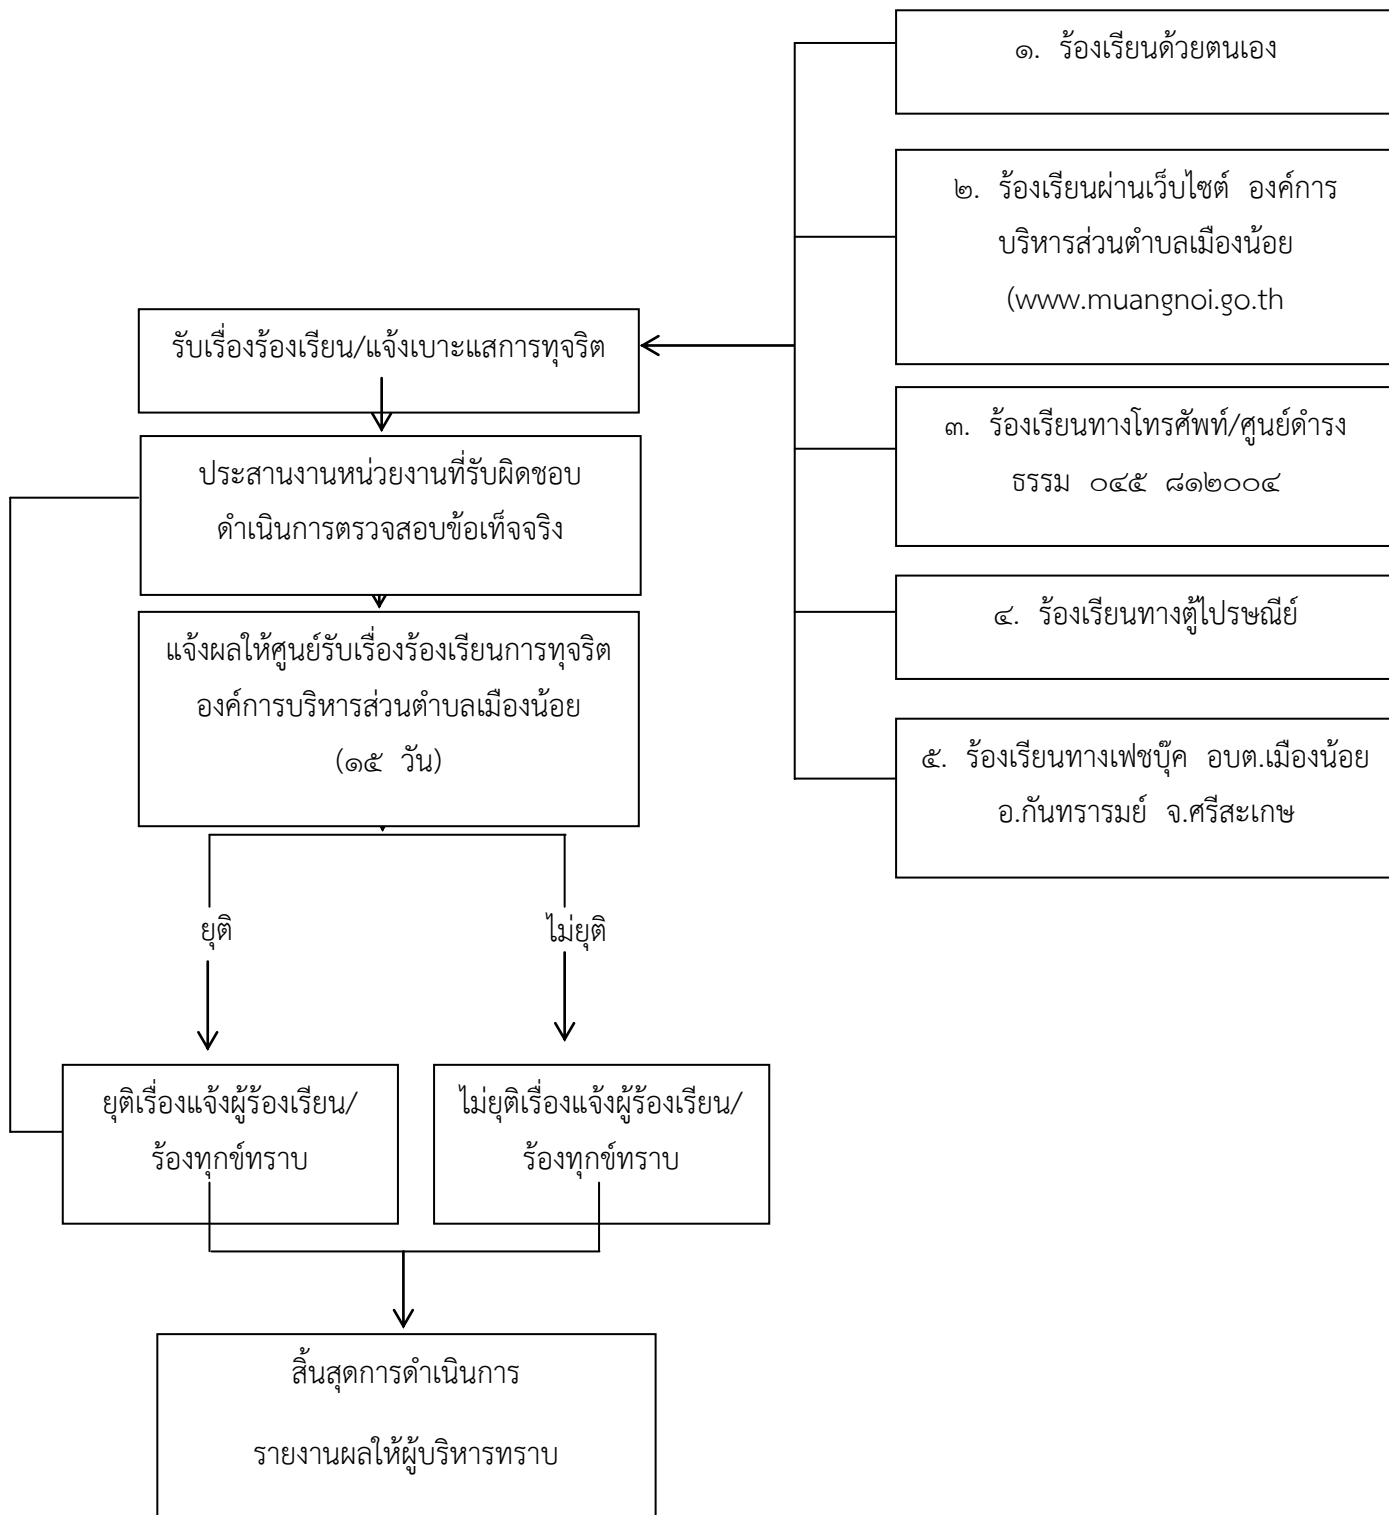 ๑. ร้องเรียนด้วยตนเอง
๒. ร้องเรียนผ่านเว็บไซต์ องค์การ
บริหารส่วนตำบลเมืองน้อย
(www.muangnoi.go.th
๓. ร้องเรียนทางโทรศัพท์/ศูนย์ดำรง
ธรรม ๐๔๕ ๘๑๒๐๐๔
๔. ร้องเรียนทางตู้ไปรษณีย์
๕. ร้องเรียนทางเฟชบุ๊ค อบต.เมืองน้อย
อ.กันทรารมย์ จ.ศรีสะเกษ
รับเรื่องร้องเรียน/แจ้งเบาะแสการทุจริต
ประสานงานหน่วยงานที่รับผิดชอบ
ดำเนินการตรวจสอบข้อเท็จจริง
แจ้งผลให้ศูนย์รับเรื่องร้องเรียนการทุจริต
องค์การบริหารส่วนตำบลเมืองน้อย
(๑๕ วัน)
ยุติ
ไม่ยุติ
ยุติเรื่องแจ้งผู้ร้องเรียน/
ร้องทุกข์ทราบ
ไม่ยุติเรื่องแจ้งผู้ร้องเรียน/
ร้องทุกข์ทราบ
สิ้นสุดการดำเนินการ
รายงานผลให้ผู้บริหารทราบ